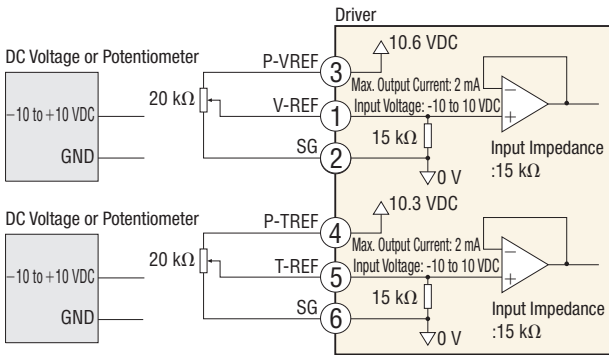 Driver
DC Voltage or Potentiometer
−10 to +10 VDC
GND
20 kΩ
P-VREF
V-REF
SG
3
1
2
10.6 VDC
Max. Output Current: 2 mA
Input Voltage: -10 to 10 VDC
15 kΩ
0 V
−
+
Input Impedance
:15 kΩ
DC Voltage or Potentiometer
−10 to +10 VDC
GND
20 kΩ
P-TREF
T-REF
SG
4
5
6
10.3 VDC
Max. Output Current: 2 mA
Input Voltage: -10 to 10 VDC
15 kΩ
0 V
−
+
Input Impedance
:15 kΩ